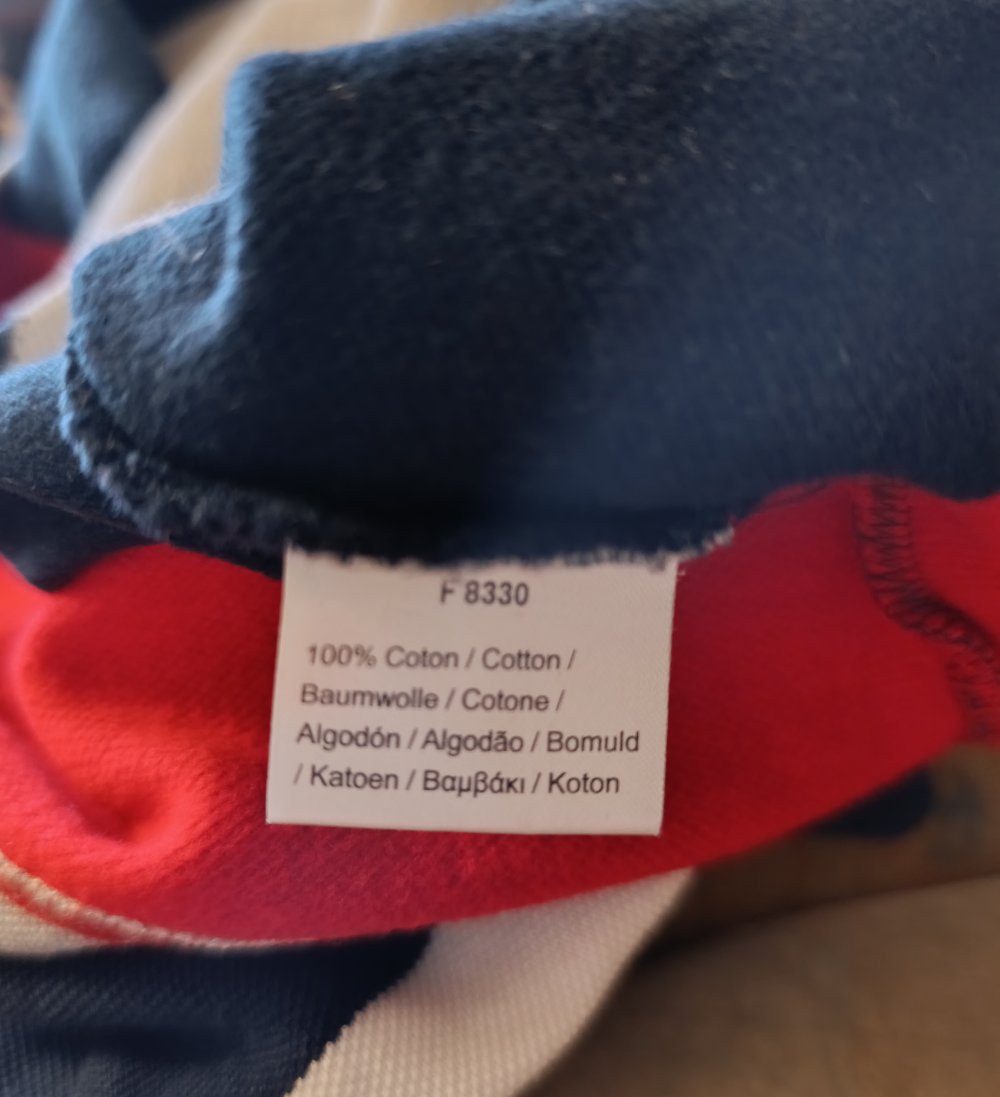 F 8330
100% Coton / Cotton /
Baumwolle / Cotone /
Algodón / Algodão / Bomuld
/ Katoen / Βαμβάκι / Koton